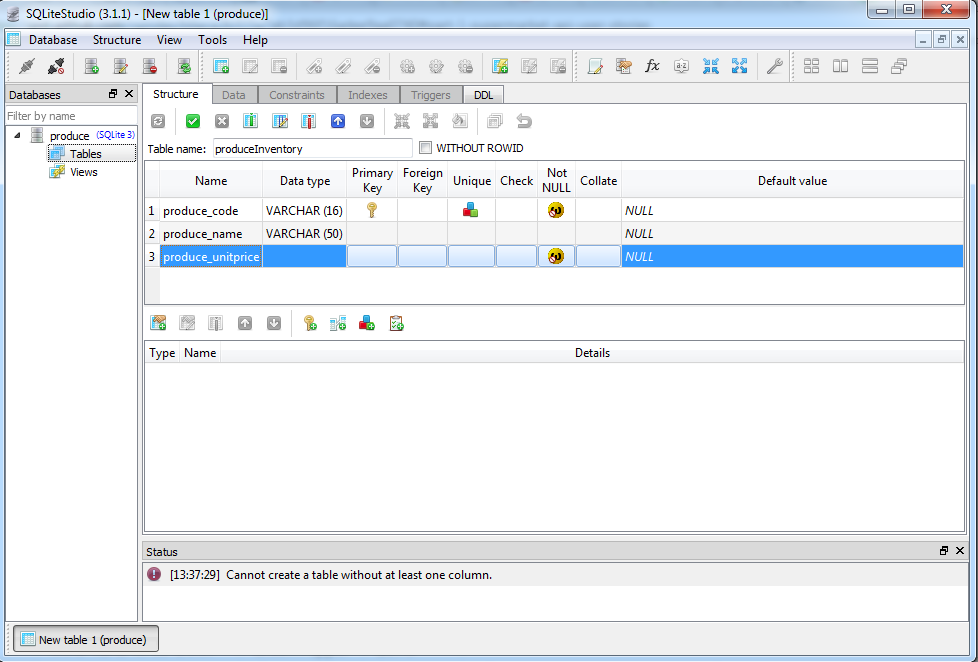 SQLiteStudio (3.1.1) - [New table 1 (produce)]
Database Structure View Tools Help
Databases
Filter by name
produce (SQLite 3)
Tables
Views
Structure Data Constraints Indexes Triggers DDL
Table name: produceInventory WITHOUT ROWID
Name Data type Primary Key Foreign Key Unique Check Not NULL Collate Default value
1 produce_code VARCHAR (16) NULL
2 produce_name VARCHAR (50) NULL
3 produce_unitprice NULL
Type Name Details
Status
[13:37:29] Cannot create a table without at least one column.
New table 1 (produce)